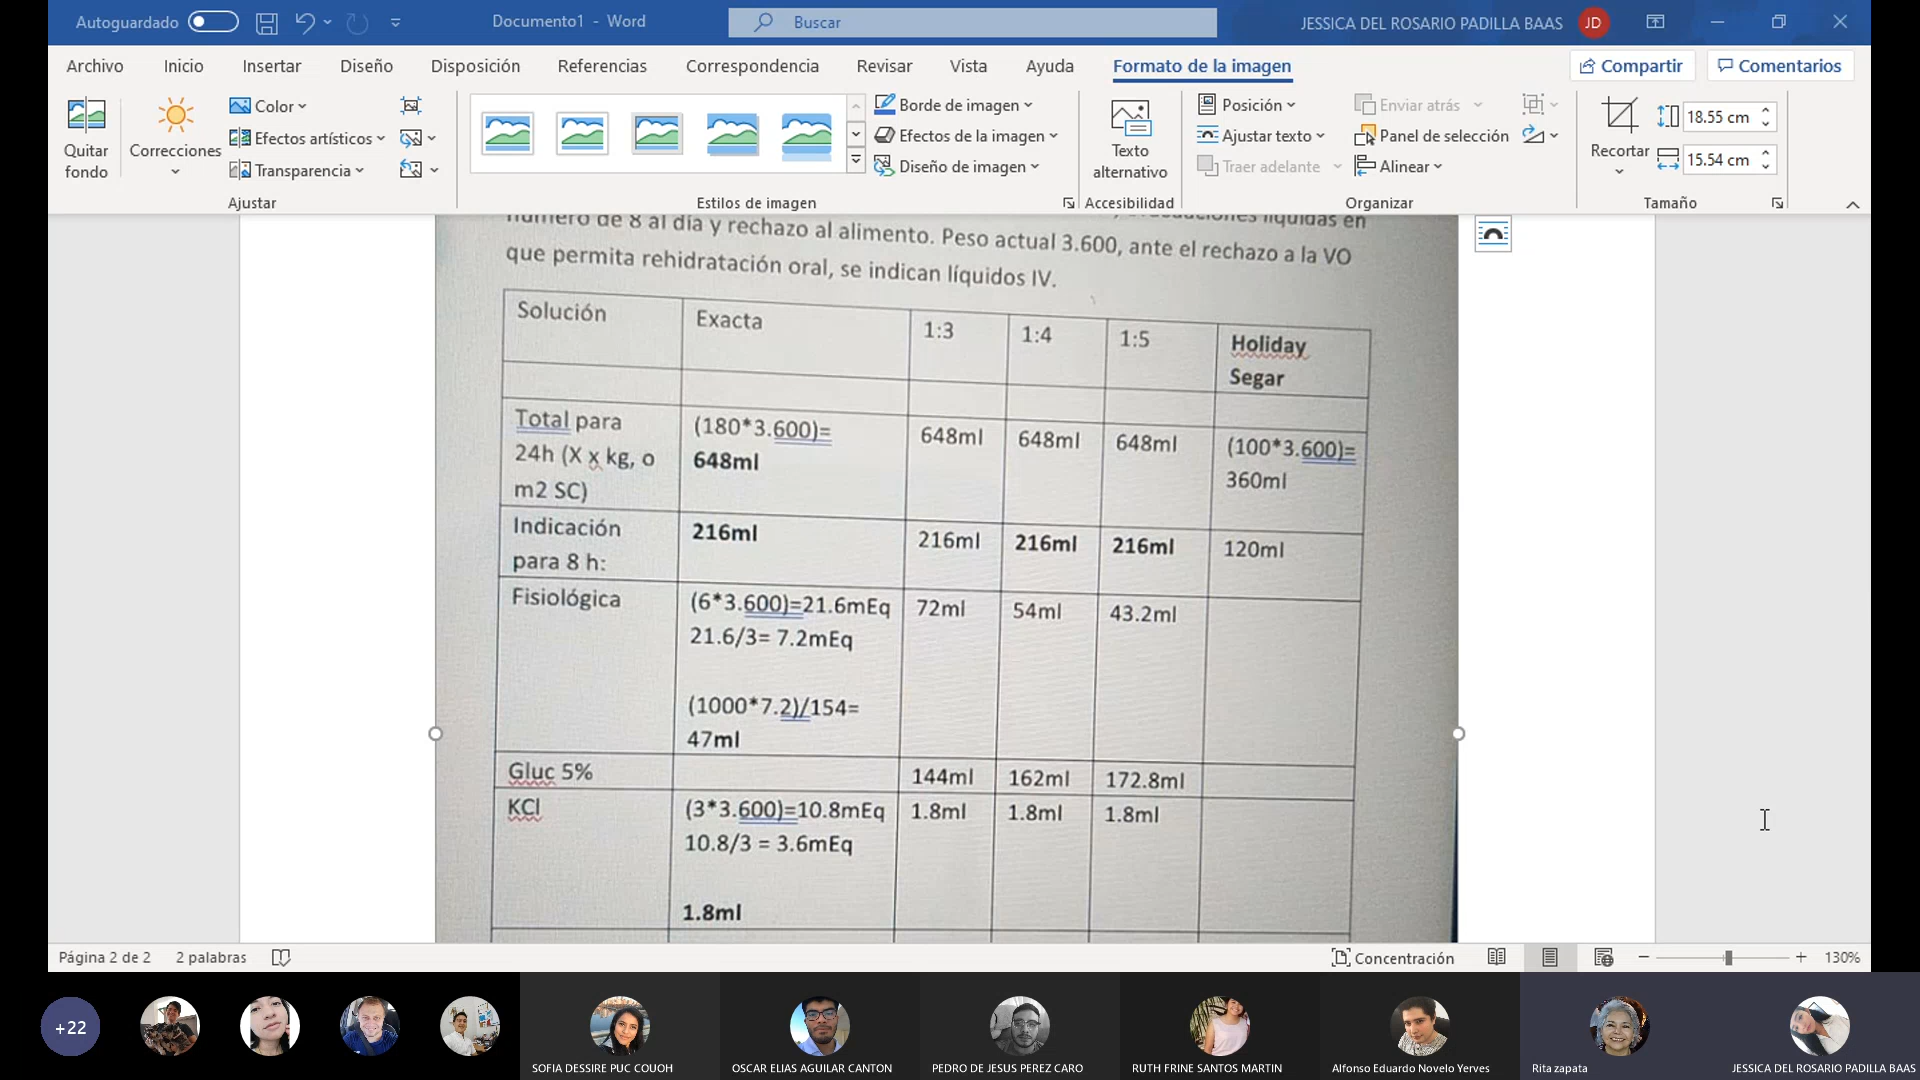 Autoguardado
Documento1 - Word
Buscar
JESSICA DEL ROSARIO PADILLA BAAS
JD
Archivo Inicio Insertar Diseño Disposición Referencias Correspondencia Revisar Vista Ayuda Formato de la imagen
Compartir
Comentarios
Quitar fondo
Correcciones
Color
Efectos artísticos
Transparencia
Ajustar
Estilos de imagen
Borde de imagen
Efectos de la imagen
Diseño de imagen
Texto alternativo
Accesibilidad
Posición
Ajustar texto
Traer adelante
Enviar atrás
Panel de selección
Alinear
Organizar
Recortar
18.55 cm
15.54 cm
Tamaño
número de 8 al día y rechazo al alimento. Peso actual 3.600, ante el rechazo a la VO
que permita rehidratación oral, se indican líquidos IV.
Solución Exacta 1:3 1:4 1:5 Holiday
Segar
Total para (180*3.600)= 648ml 648ml 648ml (100*3.600)=
24h (X x kg, o 648ml 360ml
m2 SC)
Indicación 216ml 216ml 216ml 216ml 120ml
para 8 h:
Fisiológica (6*3.600)=21.6mEq 72ml 54ml 43.2ml
21.6/3= 7.2mEq
(1000*7.2)/154=
47ml
Gluc 5% 144ml 162ml 172.8ml
KCl (3*3.600)=10.8mEq 1.8ml 1.8ml 1.8ml
10.8/3 = 3.6mEq
1.8ml
Página 2 de 2
2 palabras
Concentración
130%
+22
SOFIA DESSIRE PUC COUOH
OSCAR ELIAS AGUILAR CANTON
PEDRO DE JESUS PEREZ CARO
RUTH FRINE SANTOS MARTIN
Alfonso Eduardo Novelo Yerves
Rita zapata
JESSICA DEL ROSARIO PADILLA BAAS